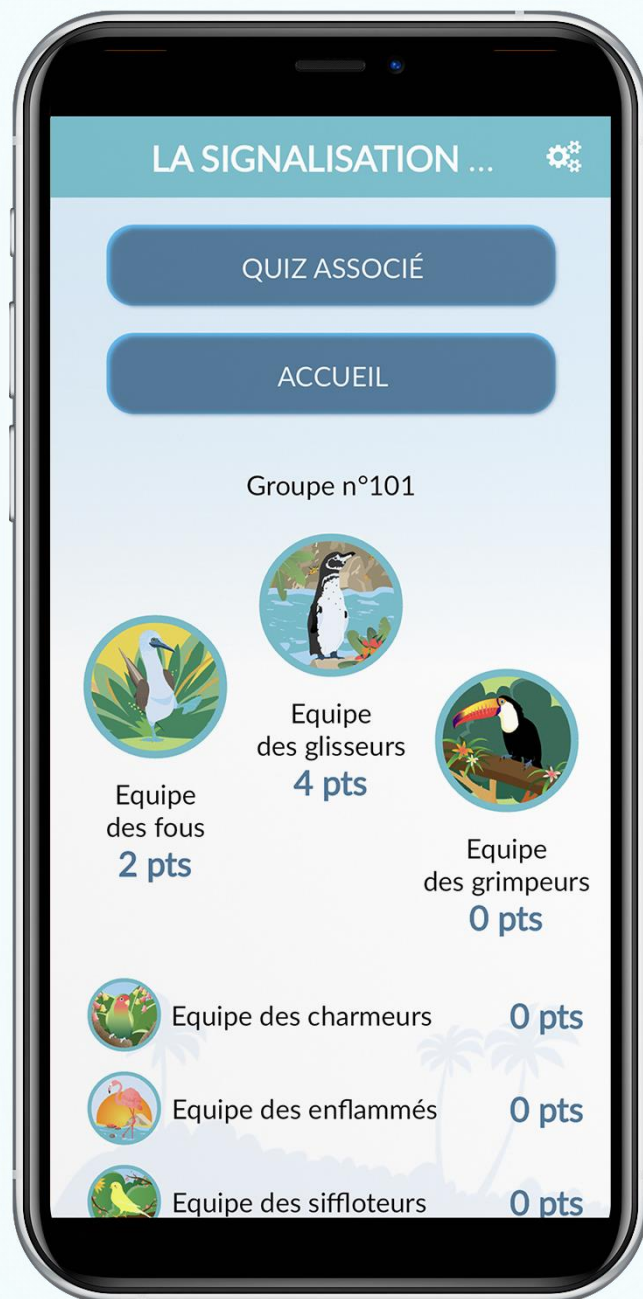 LA SIGNALISATION ...
QUIZ ASSOCIÉ
ACCUEIL
Groupe n°101
Equipe
des glisseurs
4 pts
Equipe
des fous
2 pts
Equipe
des grimpeurs
0 pts
Equipe des charmeurs 0 pts
Equipe des enflammés 0 pts
Equipe des siffloteurs 0 pts